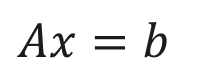 Ax = b